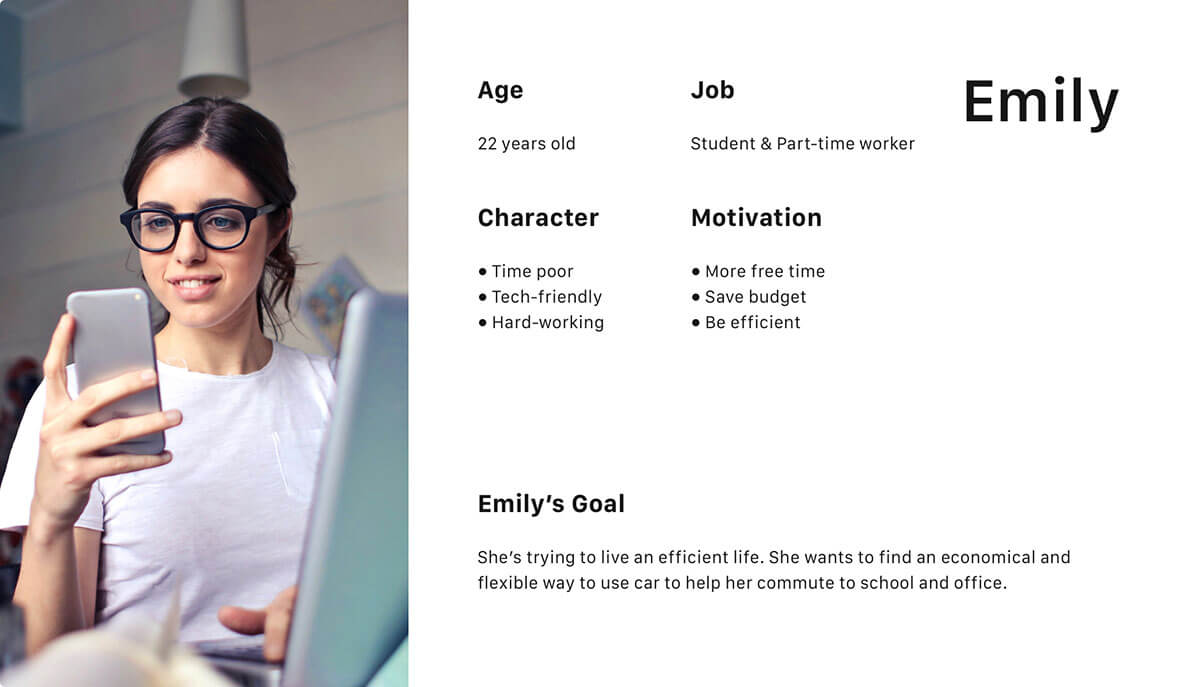 Emily
Age
22 years old
Job
Student & Part-time worker
Character
● Time poor
● Tech-friendly
● Hard-working
Motivation
● More free time
● Save budget
● Be efficient
Emily’s Goal
She’s trying to live an efficient life. She wants to find an economical and
flexible way to use car to help her commute to school and office.